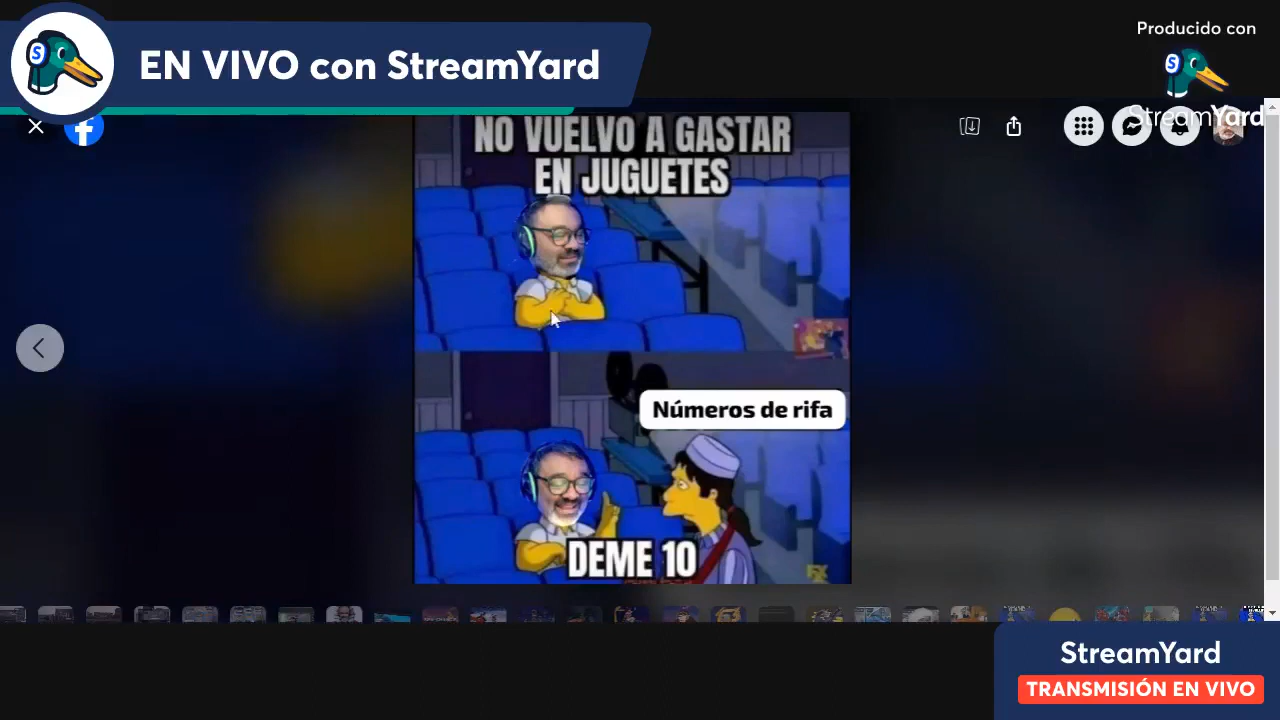 Producido con
StreamYard
S
EN VIVO con StreamYard
NO VUELVO A GASTAR
EN JUGUETES
Números de rifa
DEME 10
FX
StreamYard
TRANSMISIÓN EN VIVO